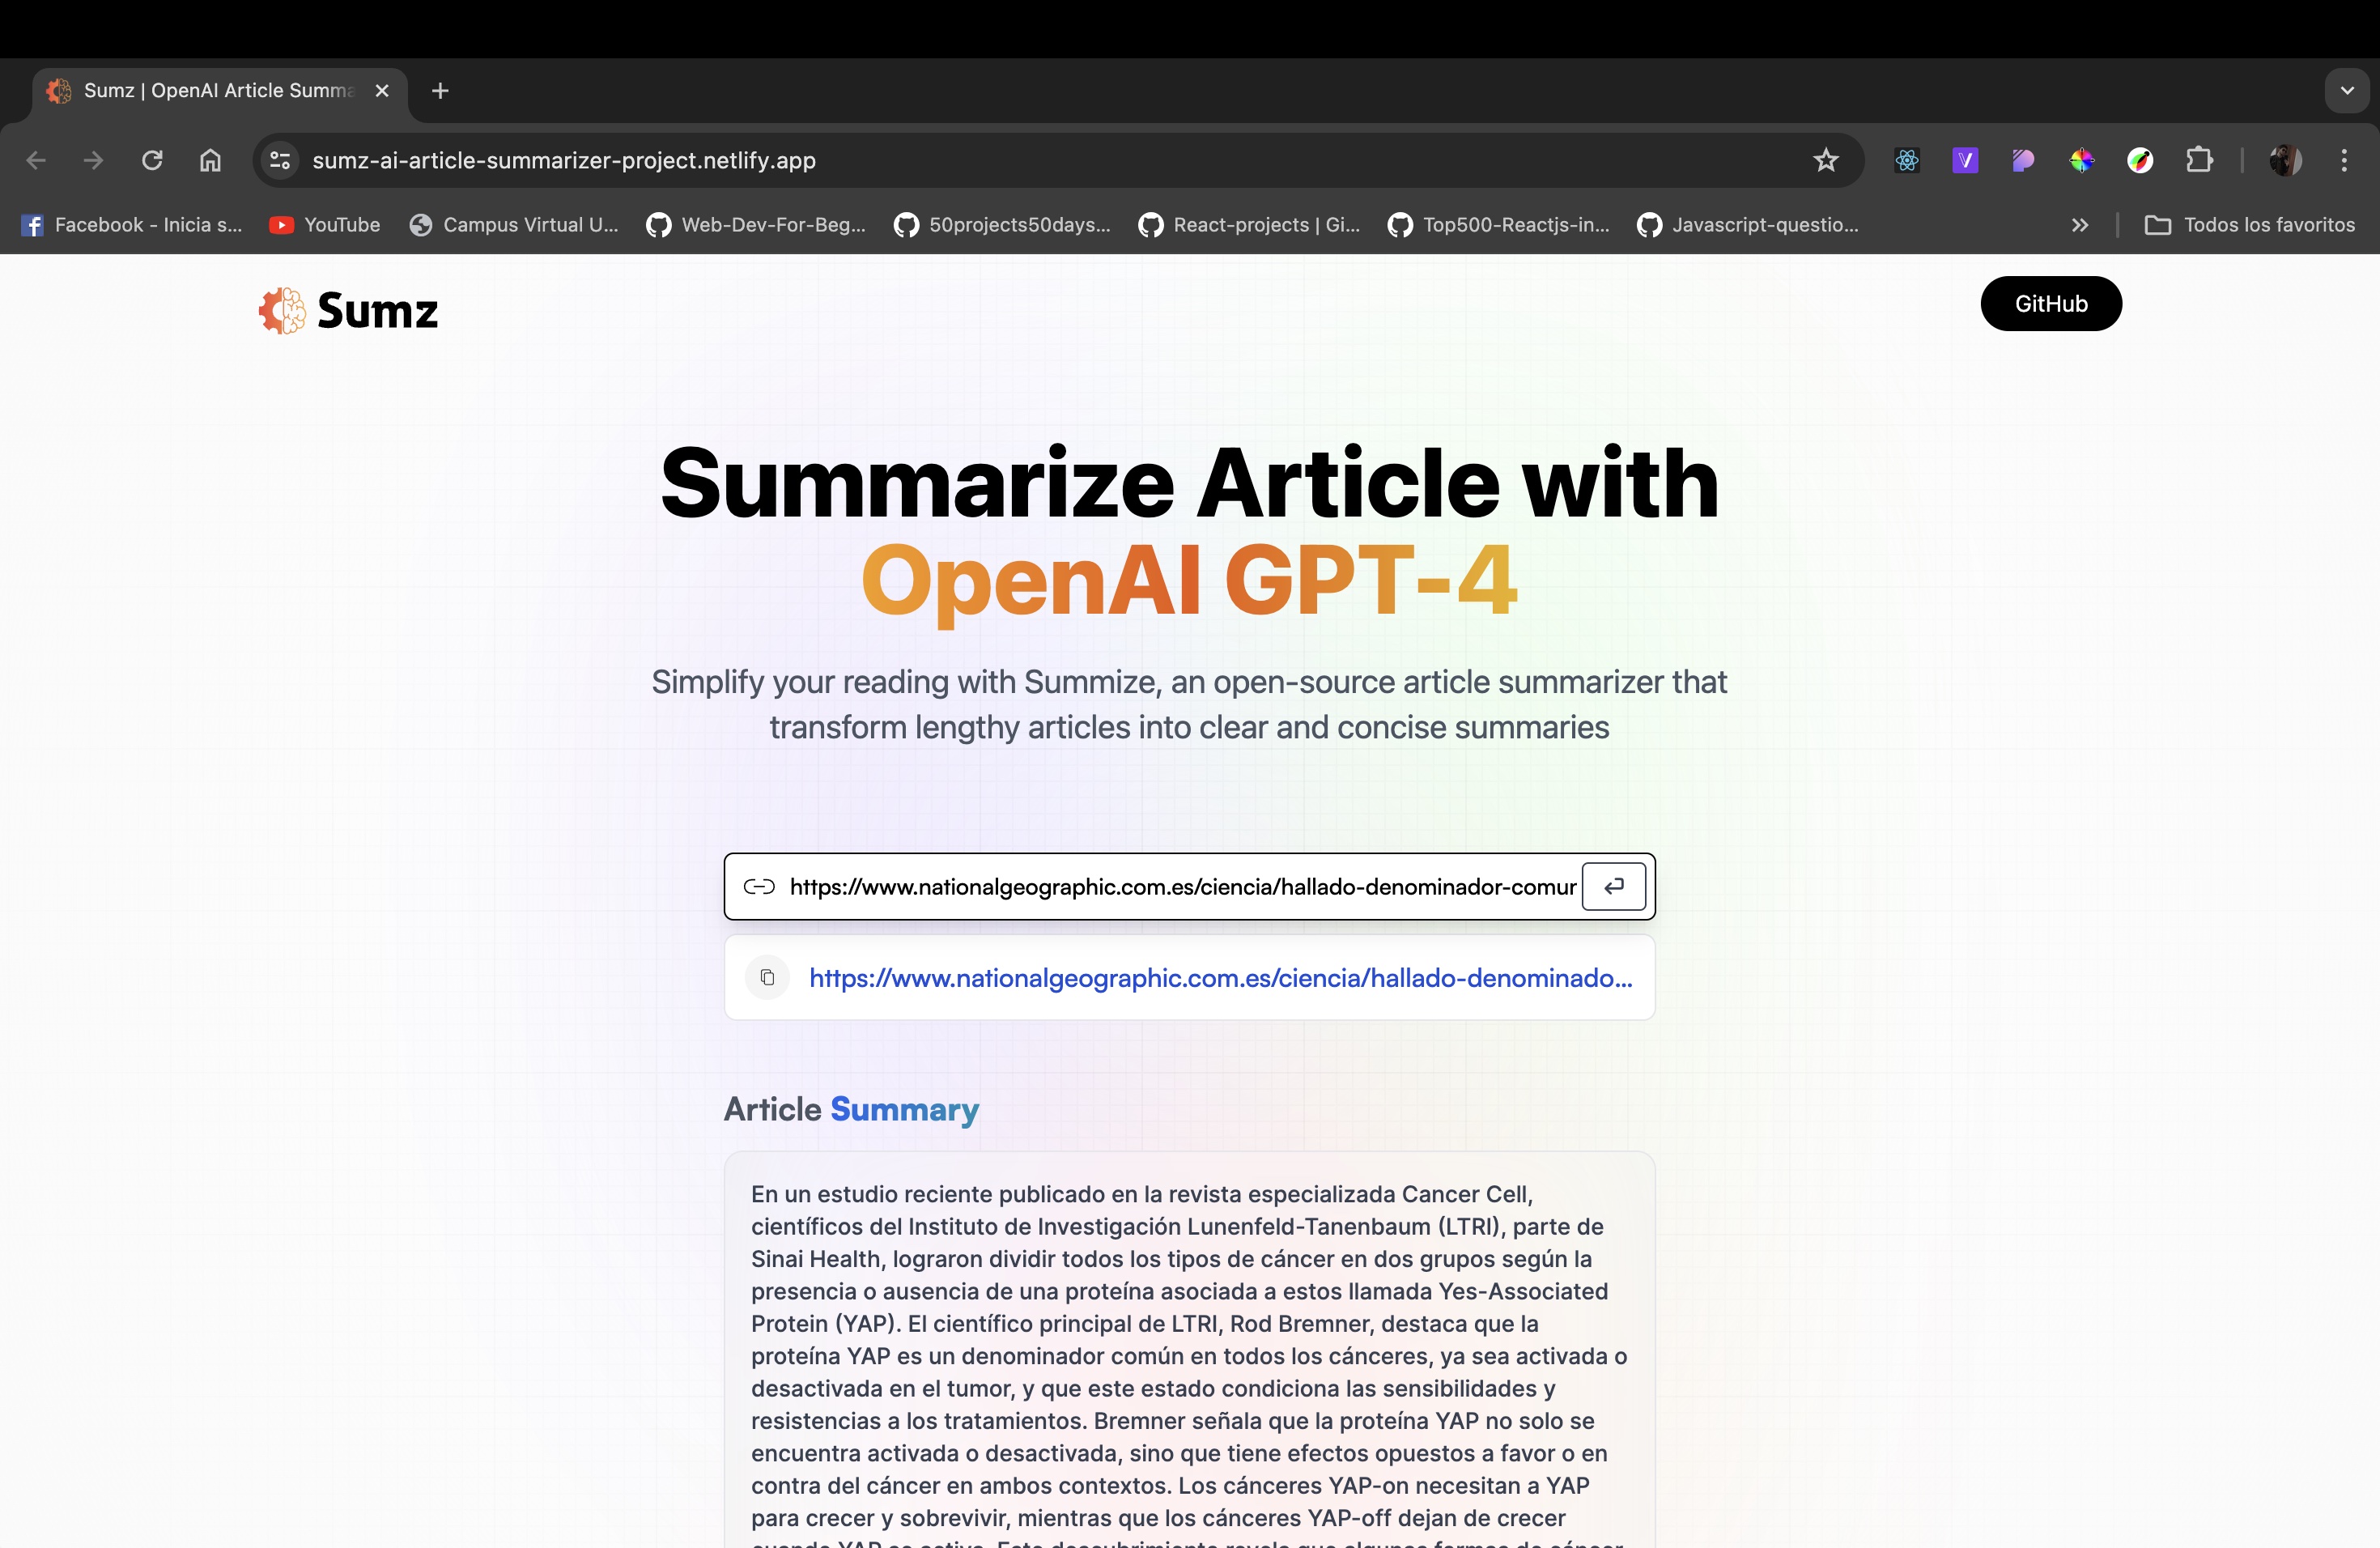 Sumz | OpenAI Article Summa
sumz-ai-article-summarizer-project.netlify.app
Facebook - Inicia s...
YouTube
Campus Virtual U...
Web-Dev-For-Beg...
50projects50days...
React-projects | Gi...
Top500-Reactjs-in...
Javascript-questio...
Todos los favoritos
Sumz
GitHub
Summarize Article with
OpenAI GPT-4
Simplify your reading with Summize, an open-source article summarizer that
transform lengthy articles into clear and concise summaries
https://www.nationalgeographic.com.es/ciencia/hallado-denominador-comur
https://www.nationalgeographic.com.es/ciencia/hallado-denominado...
Article Summary
En un estudio reciente publicado en la revista especializada Cancer Cell,
científicos del Instituto de Investigación Lunenfeld-Tanenbaum (LTRI), parte de
Sinai Health, lograron dividir todos los tipos de cáncer en dos grupos según la
presencia o ausencia de una proteína asociada a estos llamada Yes-Associated
Protein (YAP). El científico principal de LTRI, Rod Bremner, destaca que la
proteína YAP es un denominador común en todos los cánceres, ya sea activada o
desactivada en el tumor, y que este estado condiciona las sensibilidades y
resistencias a los tratamientos. Bremner señala que la proteína YAP no solo se
encuentra activada o desactivada, sino que tiene efectos opuestos a favor o en
contra del cáncer en ambos contextos. Los cánceres YAP-on necesitan a YAP
para crecer y sobrevivir, mientras que los cánceres YAP-off dejan de crecer